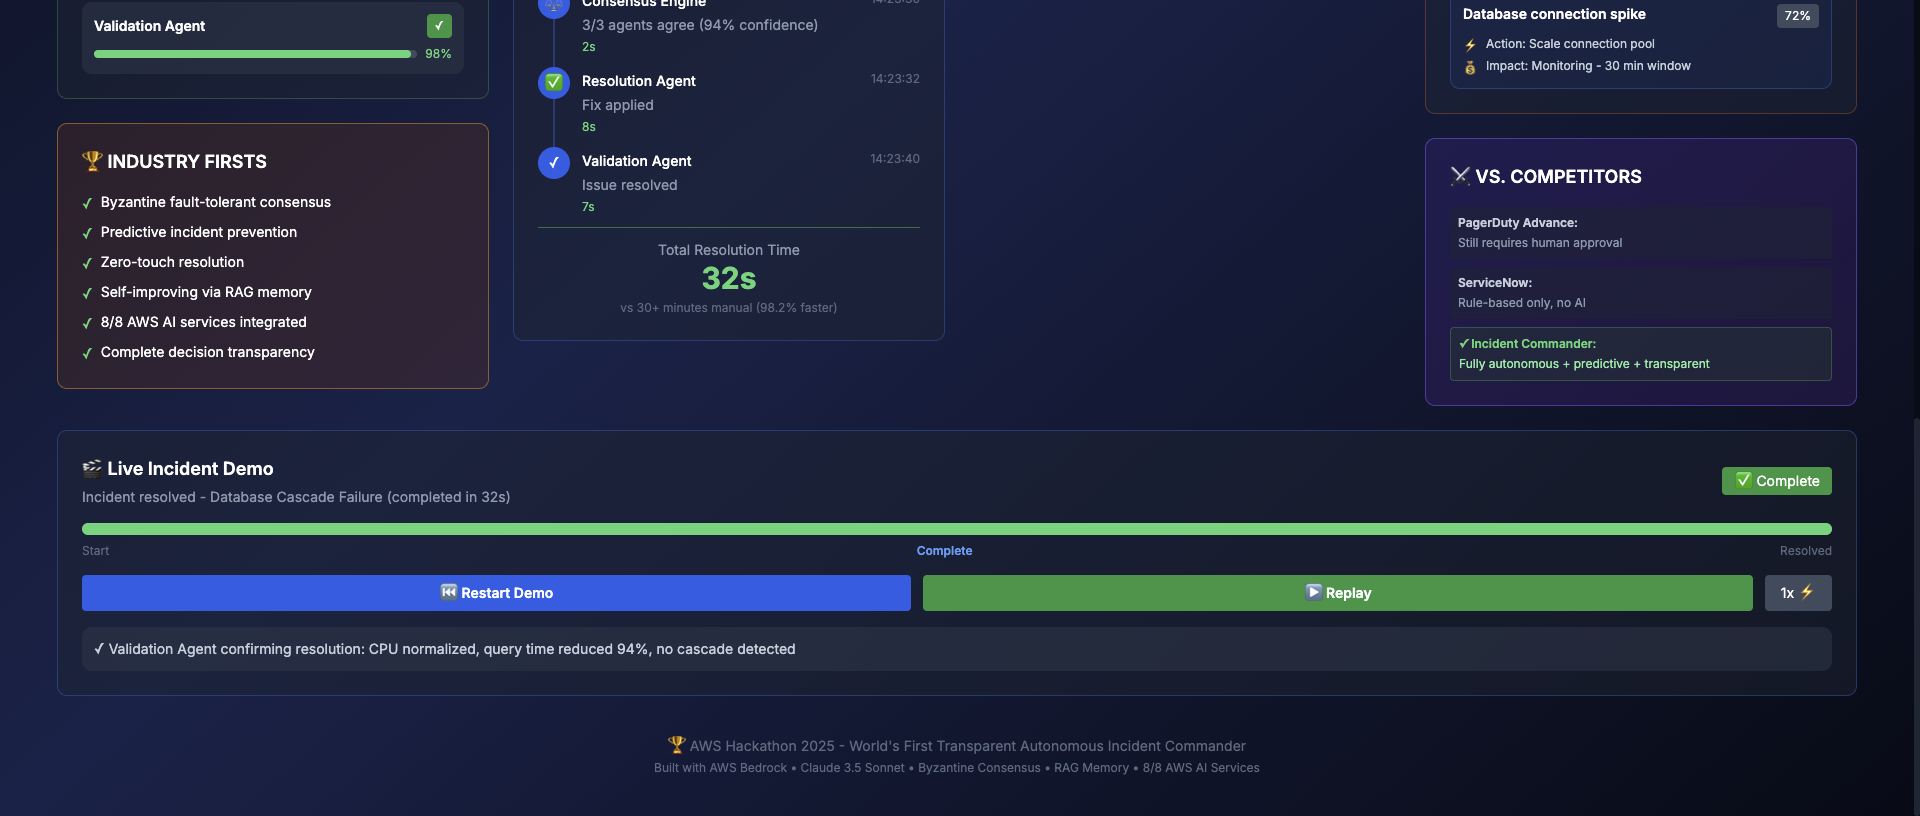 Validation Agent
98%
🏆 INDUSTRY FIRSTS
✓ Byzantine fault-tolerant consensus
✓ Predictive incident prevention
✓ Zero-touch resolution
✓ Self-improving via RAG memory
✓ 8/8 AWS AI services integrated
✓ Complete decision transparency
Consensus Engine
3/3 agents agree (94% confidence)
2s
Resolution Agent 14:23:32
Fix applied
8s
Validation Agent 14:23:40
Issue resolved
7s
Total Resolution Time
32s
vs 30+ minutes manual (98.2% faster)
Database connection spike 72%
⚡ Action: Scale connection pool
💰 Impact: Monitoring - 30 min window
⚔️ VS. COMPETITORS
PagerDuty Advance:
Still requires human approval
ServiceNow:
Rule-based only, no AI
✓ Incident Commander:
Fully autonomous + predictive + transparent
🎬 Live Incident Demo
Incident resolved - Database Cascade Failure (completed in 32s)
✅ Complete
Start Complete Resolved
⏮️ Restart Demo ▶️ Replay 1x ⚡
✓ Validation Agent confirming resolution: CPU normalized, query time reduced 94%, no cascade detected
🏆 AWS Hackathon 2025 - World's First Transparent Autonomous Incident Commander
Built with AWS Bedrock • Claude 3.5 Sonnet • Byzantine Consensus • RAG Memory • 8/8 AWS AI Services